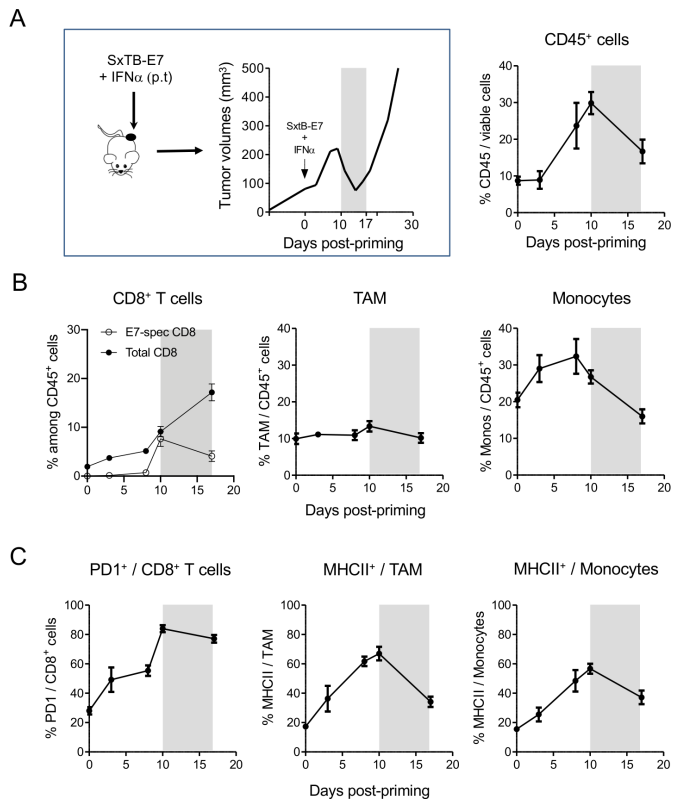 A
SxTB-E7
+ IFNα (p.t)
Tumor volumes (mm³)
500
400
300
200
100
0
SxtB-E7
+
IFNα
0
10
17
30
Days post-priming
CD45⁺ cells
% CD45 / viable cells
40
30
20
10
0
0
5
10
15
20
Days post-priming
B
CD8⁺ T cells
% among CD45⁺ cells
30
20
10
0
E7-spec CD8
Total CD8
0
5
10
15
20
TAM
% TAM / CD45⁺ cells
40
30
20
10
0
0
5
10
15
20
Days post-priming
Monocytes
% Monos / CD45⁺ cells
40
30
20
10
0
0
5
10
15
20
C
PD1⁺ / CD8⁺ T cells
% PD1 / CD8⁺ cells
100
80
60
40
20
0
0
5
10
15
20
MHCII⁺ / TAM
% MHCII / TAM
100
80
60
40
20
0
0
5
10
15
20
Days post-priming
MHCII⁺ / Monocytes
% MHCII / Monocytes
100
80
60
40
20
0
0
5
10
15
20